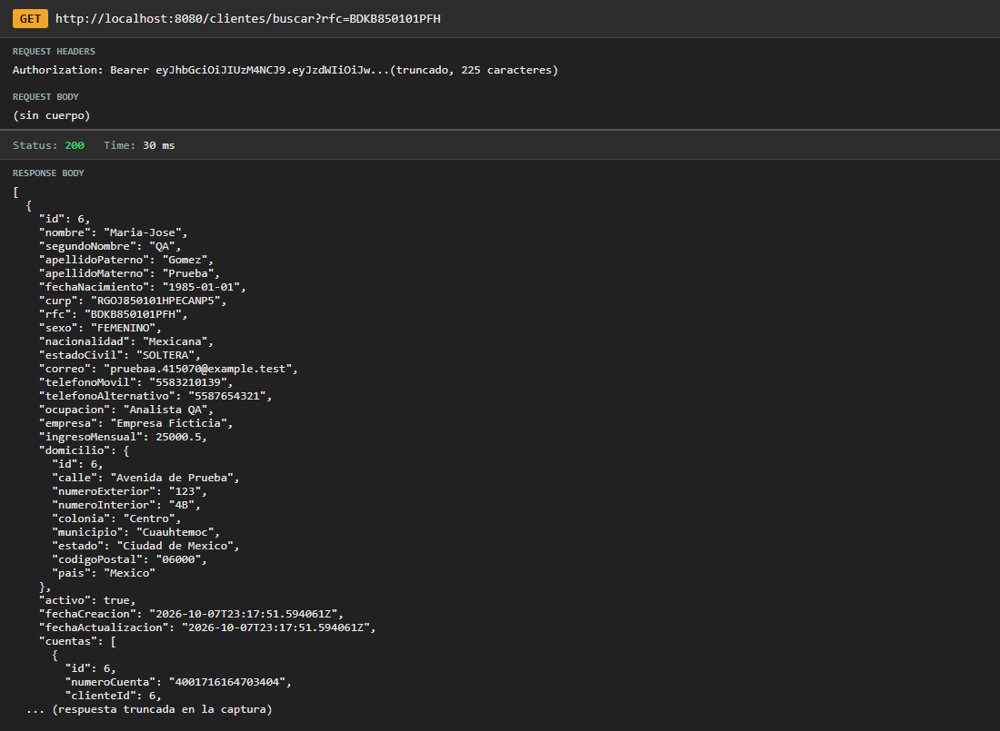 GET http://localhost:8080/clientes/buscar?rfc=BDKB850101PFH
REQUEST HEADERS
Authorization: Bearer eyJhbGciOiJIUzM4NCJ9.eyJzdWIiOiJw...(truncado, 225 caracteres)
REQUEST BODY
(sin cuerpo)
Status: 200 Time: 30 ms
RESPONSE BODY
[
  {
    "id": 6,
    "nombre": "Maria-Jose",
    "segundoNombre": "QA",
    "apellidoPaterno": "Gomez",
    "apellidoMaterno": "Prueba",
    "fechaNacimiento": "1985-01-01",
    "curp": "RGOJ850101HPECANP5",
    "rfc": "BDKB850101PFH",
    "sexo": "FEMENINO",
    "nacionalidad": "Mexicana",
    "estadoCivil": "SOLTERA",
    "correo": "pruebaa.415070@example.test",
    "telefonoMovil": "5583210139",
    "telefonoAlternativo": "5587654321",
    "ocupacion": "Analista QA",
    "empresa": "Empresa Ficticia",
    "ingresoMensual": 25000.5,
    "domicilio": {
      "id": 6,
      "calle": "Avenida de Prueba",
      "numeroExterior": "123",
      "numeroInterior": "4B",
      "colonia": "Centro",
      "municipio": "Cuauhtemoc",
      "estado": "Ciudad de Mexico",
      "codigoPostal": "06000",
      "pais": "Mexico"
    },
    "activo": true,
    "fechaCreacion": "2026-10-07T23:17:51.594061Z",
    "fechaActualizacion": "2026-10-07T23:17:51.594061Z",
    "cuentas": [
      {
        "id": 6,
        "numeroCuenta": "4001716164703404",
        "clienteId": 6,
  ... (respuesta truncada en la captura)